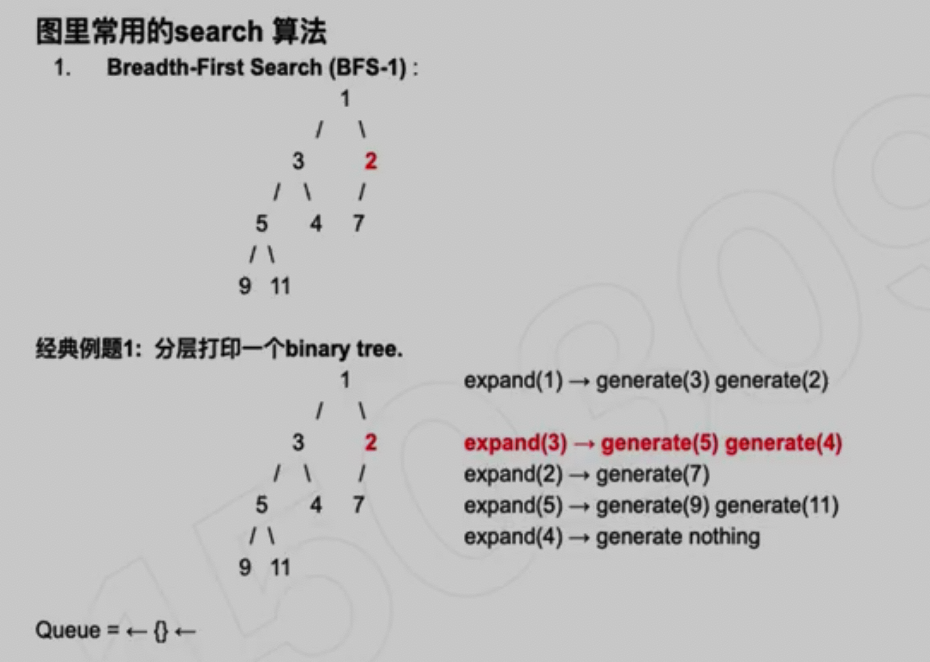 图里常用的search 算法
1. Breadth-First Search (BFS-1) :
1
/ \
3 2
/ \ /
5 4 7
/ \
9 11
经典例题1: 分层打印一个binary tree.
1 expand(1) → generate(3) generate(2)
/ \
3 2 expand(3) → generate(5) generate(4)
/ \ / expand(2) → generate(7)
5 4 7 expand(5) → generate(9) generate(11)
/ \ expand(4) → generate nothing
9 11
Queue = ← {} ←